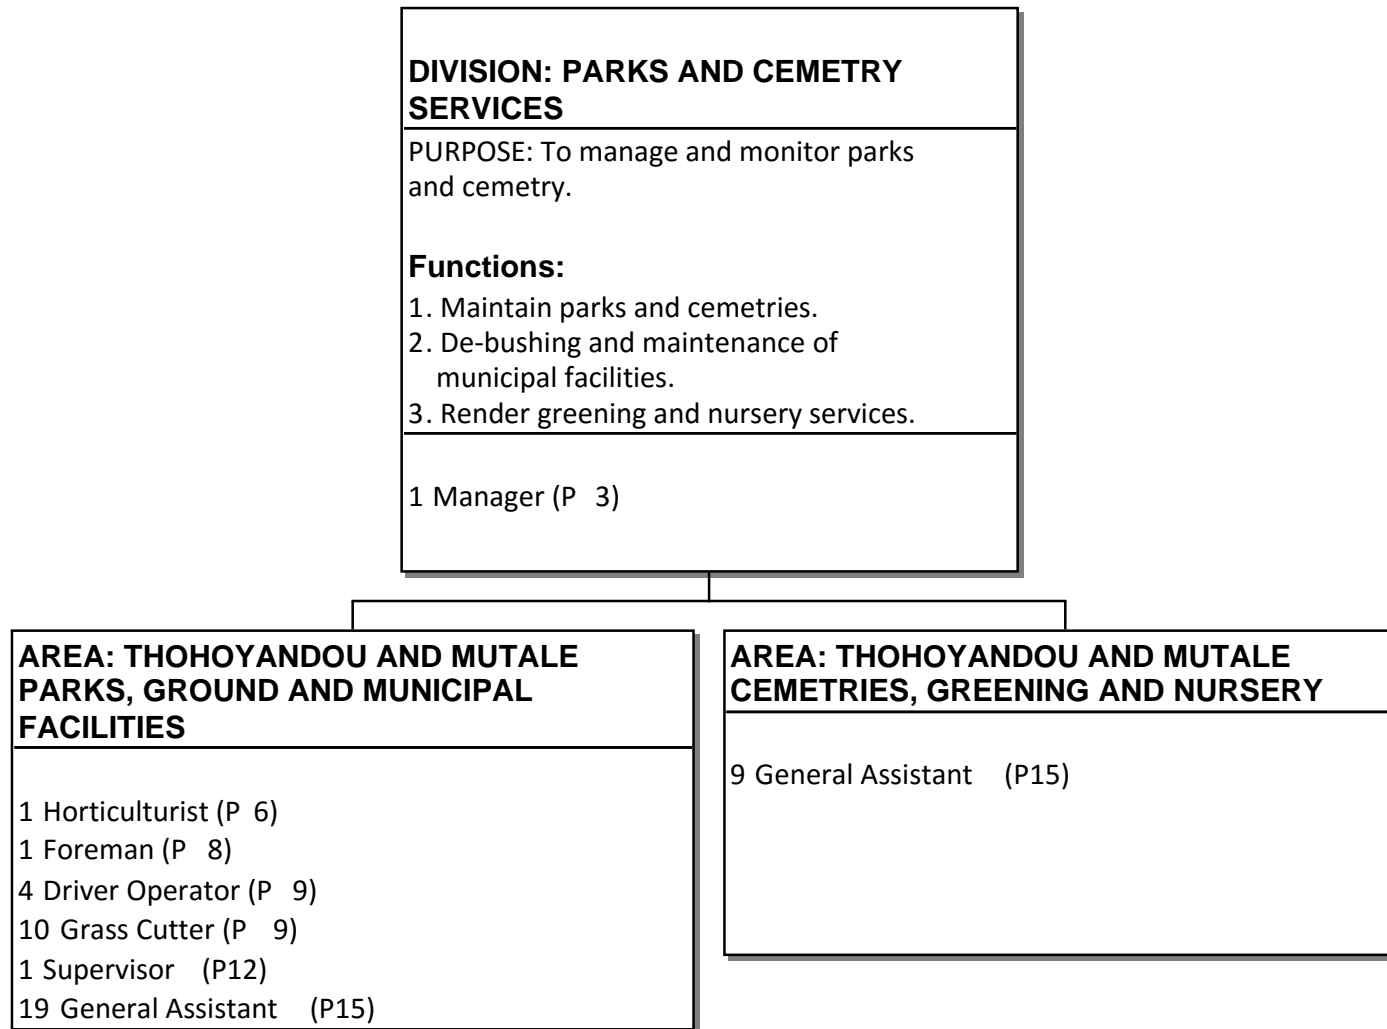 DIVISION: PARKS AND CEMETRY
SERVICES
PURPOSE: To manage and monitor parks
and cemetry.
Functions:
1. Maintain parks and cemetries.
2. De-bushing and maintenance of
municipal facilities.
3. Render greening and nursery services.
1 Manager (P 3)
AREA: THOHOYANDOU AND MUTALE
PARKS, GROUND AND MUNICIPAL
FACILITIES
1 Horticulturist (P 6)
1 Foreman (P 8)
4 Driver Operator (P 9)
10 Grass Cutter (P 9)
1 Supervisor (P12)
19 General Assistant (P15)
AREA: THOHOYANDOU AND MUTALE
CEMETRIES, GREENING AND NURSERY
9 General Assistant (P15)